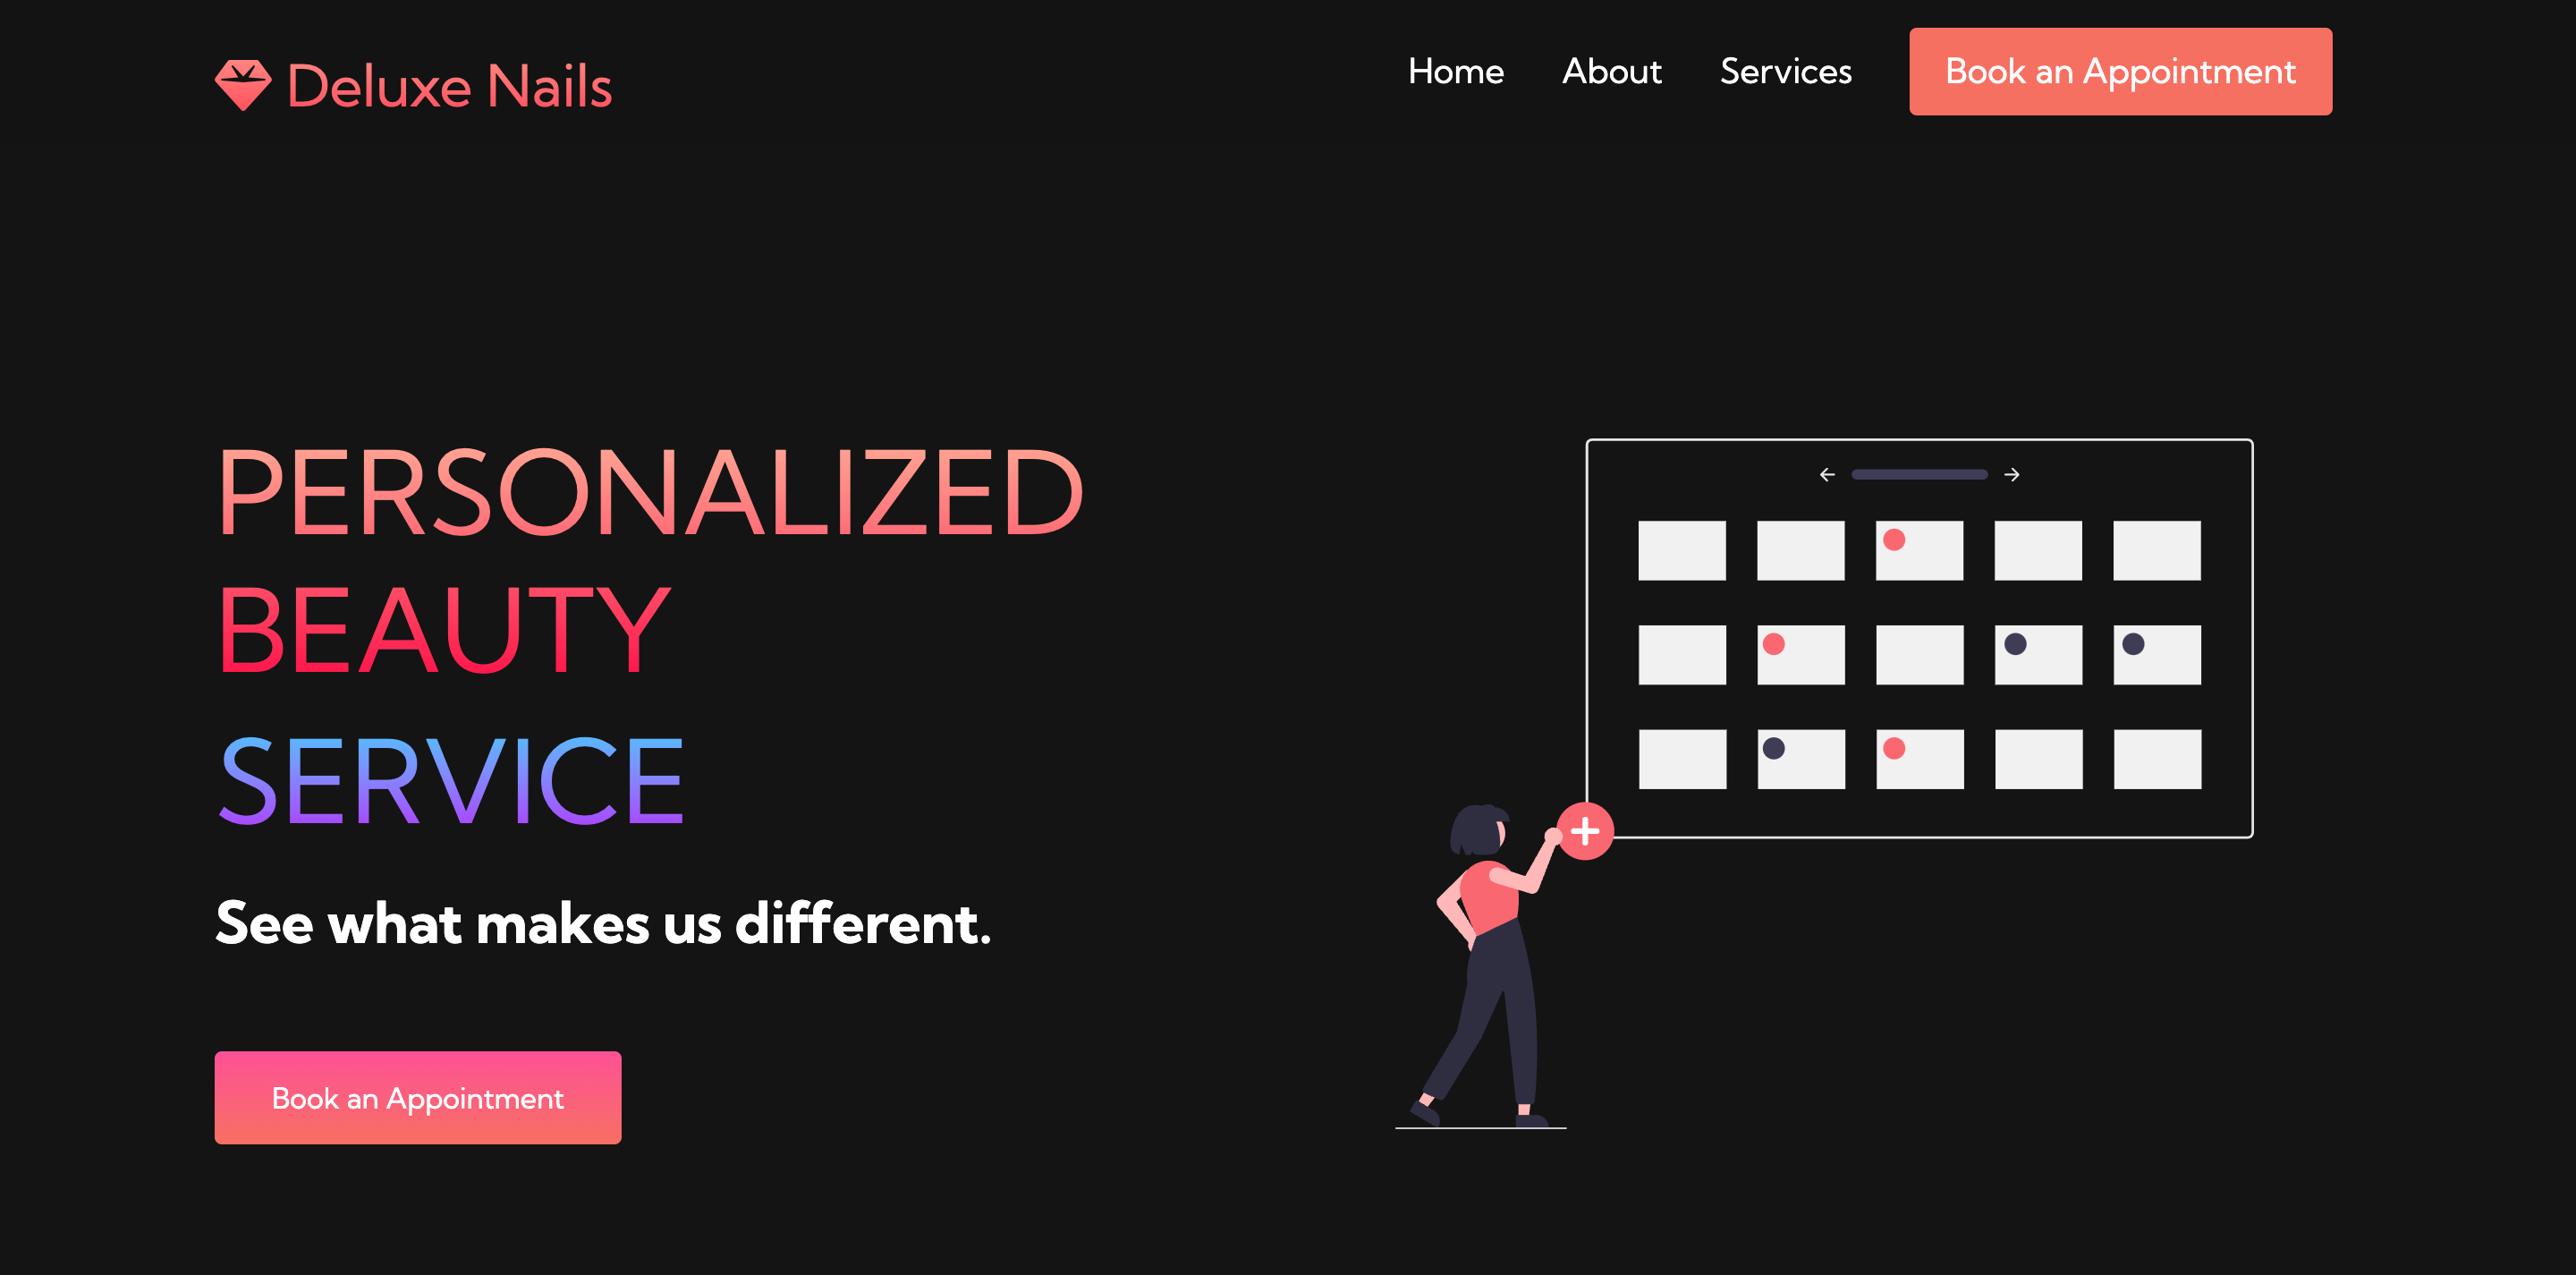 Deluxe Nails
Home
About
Services
Book an Appointment
PERSONALIZED
BEAUTY
SERVICE
See what makes us different.
Book an Appointment